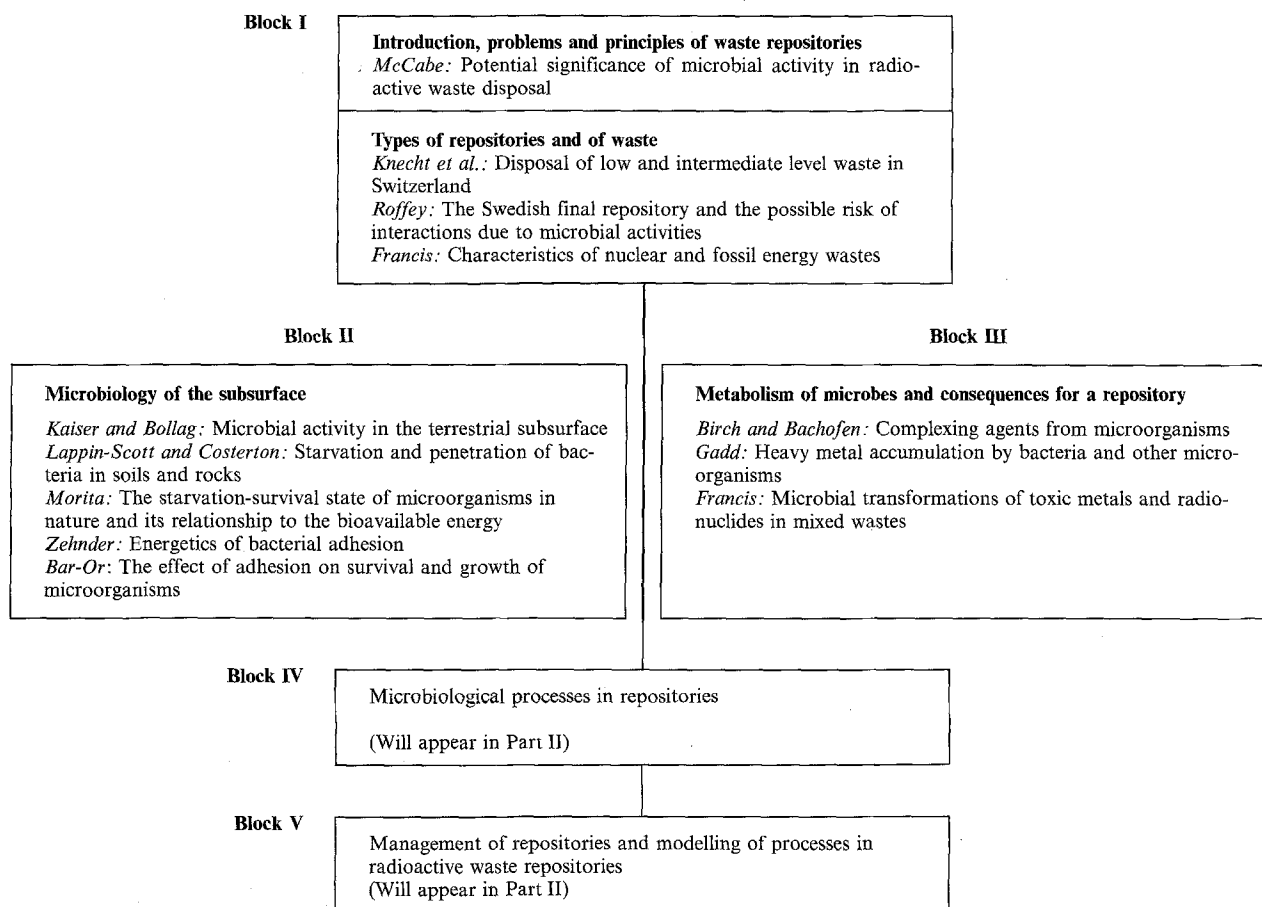 Block I
Introduction, problems and principles of waste repositories
McCabe: Potential significance of microbial activity in radio-
active waste disposal
Types of repositories and of waste
Knecht et al.: Disposal of low and intermediate level waste in
Switzerland
Roffey: The Swedish final repository and the possible risk of
interactions due to microbial activities
Francis: Characteristics of nuclear and fossil energy wastes
Block II
Microbiology of the subsurface
Kaiser and Bollag: Microbial activity in the terrestrial subsurface
Lappin-Scott and Costerton: Starvation and penetration of bac-
teria in soils and rocks
Morita: The starvation-survival state of microorganisms in
nature and its relationship to the bioavailable energy
Zehnder: Energetics of bacterial adhesion
Bar-Or: The effect of adhesion on survival and growth of
microorganisms
Block III
Metabolism of microbes and consequences for a repository
Birch and Bachofen: Complexing agents from microorganisms
Gadd: Heavy metal accumulation by bacteria and other micro-
organisms
Francis: Microbial transformations of toxic metals and radio-
nuclides in mixed wastes
Block IV
Microbiological processes in repositories
(Will appear in Part II)
Block V
Management of repositories and modelling of processes in
radioactive waste repositories
(Will appear in Part II)